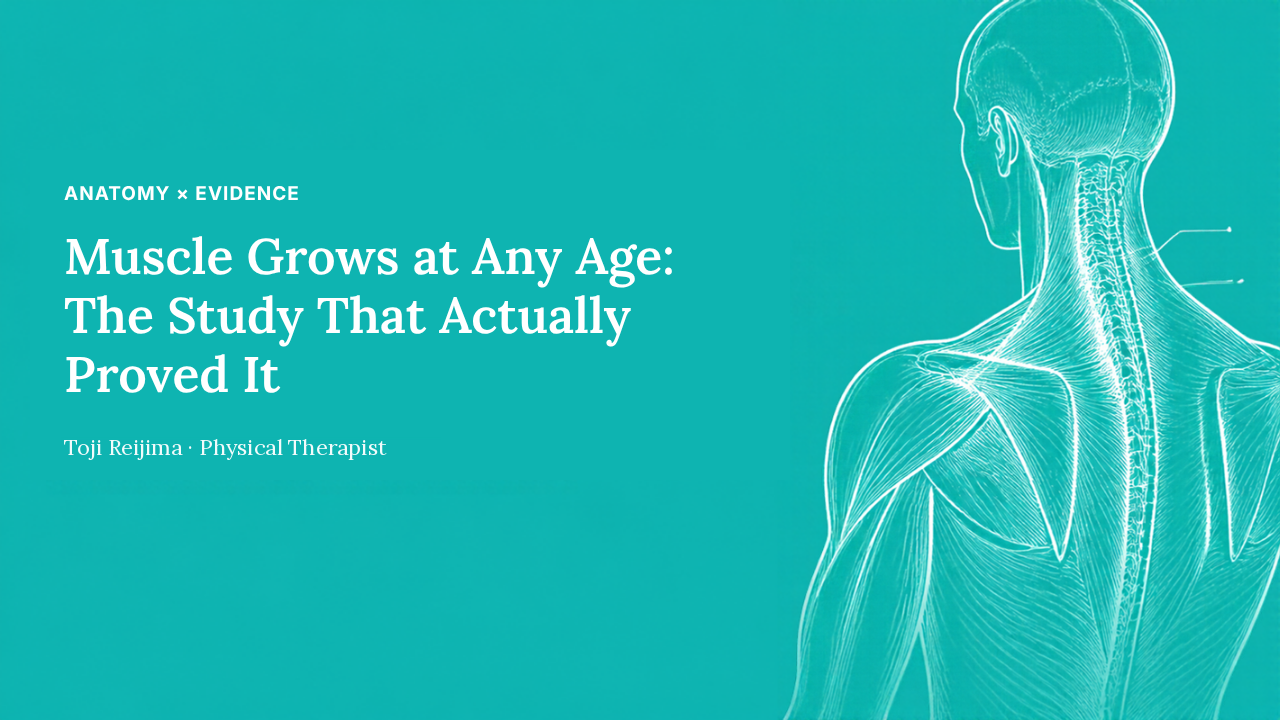 ANATOMY × EVIDENCE
Muscle Grows at Any Age:
The Study That Actually
Proved It
Toji Reijima · Physical Therapist